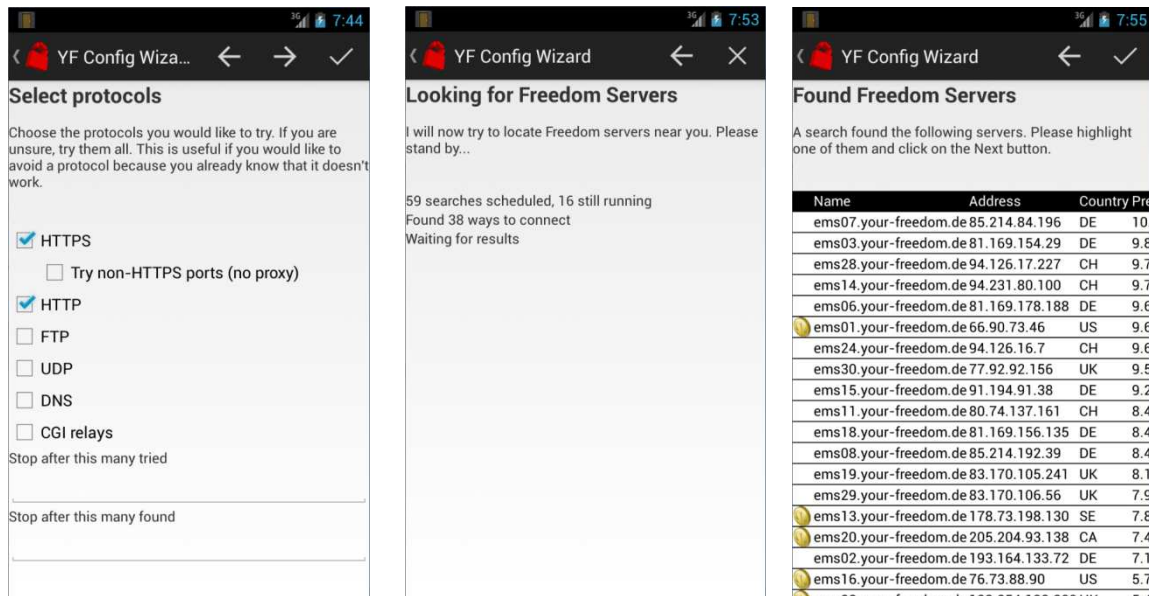 3G 7:44
YF Config Wiza...
Select protocols
Choose the protocols you would like to try. If you are
unsure, try them all. This is useful if you would like to
avoid a protocol because you already know that it doesn't
work.
HTTPS
Try non-HTTPS ports (no proxy)
HTTP
FTP
UDP
DNS
CGI relays
Stop after this many tried
Stop after this many found
3G 7:53
YF Config Wizard
Looking for Freedom Servers
I will now try to locate Freedom servers near you. Please
stand by...
59 searches scheduled, 16 still running
Found 38 ways to connect
Waiting for results
3G 7:55
YF Config Wizard
Found Freedom Servers
A search found the following servers. Please highlight
one of them and click on the Next button.
Name Address Country Pre
ems07.your-freedom.de 85.214.84.196 DE 10.
ems03.your-freedom.de 81.169.154.29 DE 9.8
ems28.your-freedom.de 94.126.17.227 CH 9.7
ems14.your-freedom.de 94.231.80.100 CH 9.7
ems06.your-freedom.de 81.169.178.188 DE 9.6
ems01.your-freedom.de 66.90.73.46 US 9.6
ems24.your-freedom.de 94.126.16.7 CH 9.6
ems30.your-freedom.de 77.92.92.156 UK 9.5
ems15.your-freedom.de 91.194.91.38 DE 9.2
ems11.your-freedom.de 80.74.137.161 CH 8.4
ems18.your-freedom.de 81.169.156.135 DE 8.4
ems08.your-freedom.de 85.214.192.39 DE 8.4
ems19.your-freedom.de 83.170.105.241 UK 8.1
ems29.your-freedom.de 83.170.106.56 UK 7.9
ems13.your-freedom.de 178.73.198.130 SE 7.8
ems20.your-freedom.de 205.204.93.138 CA 7.4
ems02.your-freedom.de 193.164.133.72 DE 7.1
ems16.your-freedom.de 76.73.88.90 US 5.7